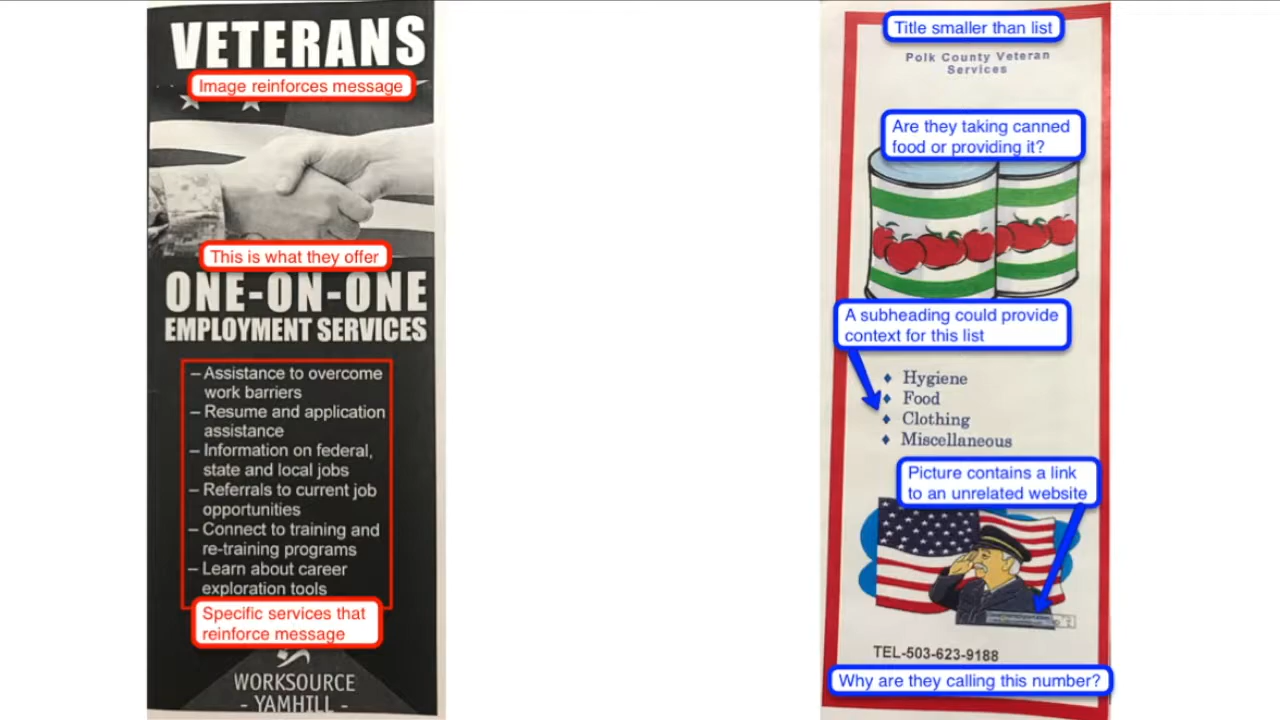 VETERANS
Image reinforces message
This is what they offer
ONE-ON-ONE
EMPLOYMENT SERVICES
– Assistance to overcome
work barriers
– Resume and application
assistance
– Information on federal,
state and local jobs
– Referrals to current job
opportunities
– Connect to training and
re-training programs
– Learn about career
exploration tools
Specific services that
reinforce message
WORKSOURCE
- YAMHILL -
Title smaller than list
Polk County Veteran
Services
Are they taking canned
food or providing it?
A subheading could provide
context for this list
♦ Hygiene
♦ Food
♦ Clothing
♦ Miscellaneous
Picture contains a link
to an unrelated website
TEL-503-623-9188
Why are they calling this number?